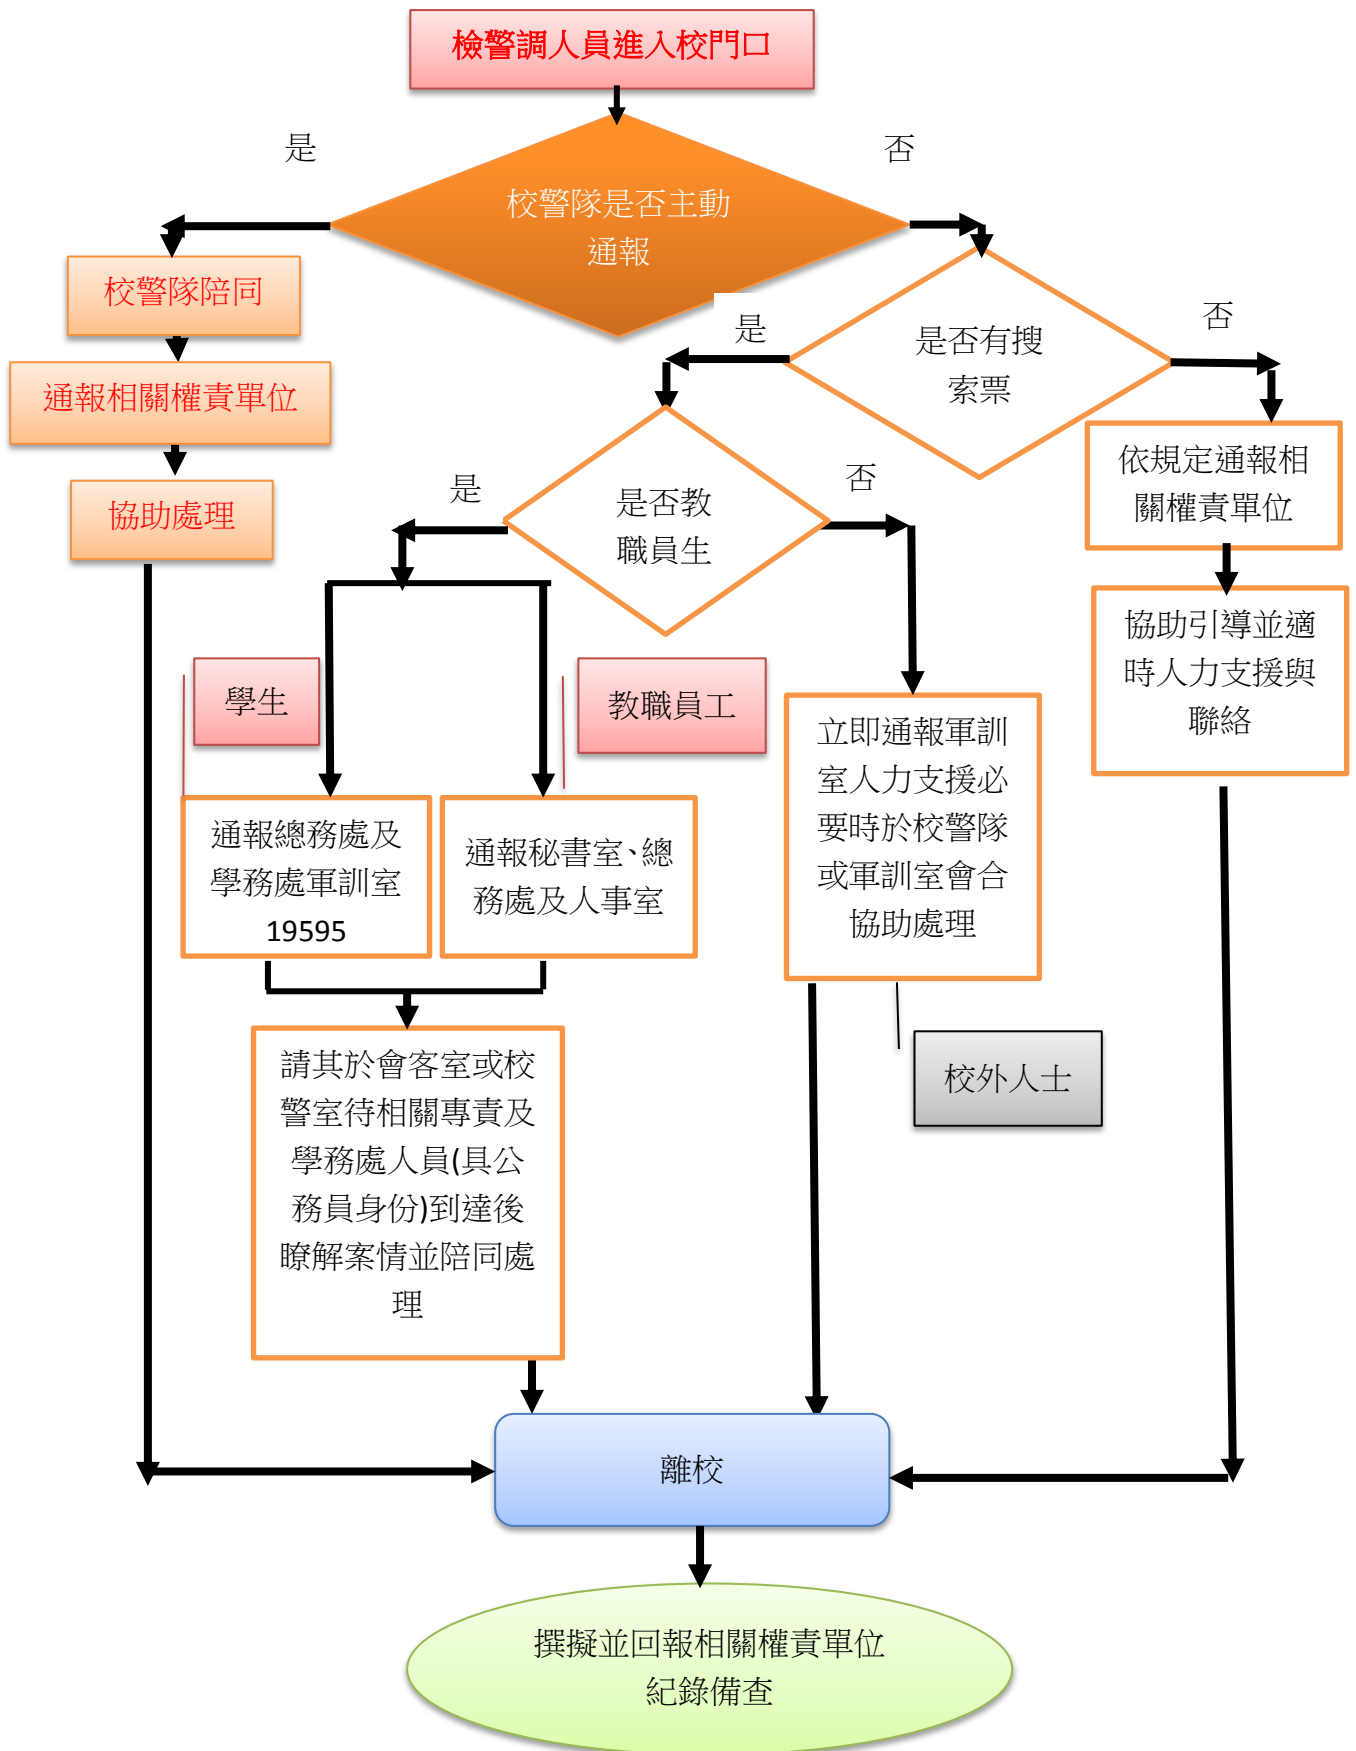 檢警調人員進入校門口
是
否
校警隊是否主動
通報
校警隊陪同
通報相關權責單位
協助處理
是
否
是否有搜
索票
依規定通報相
關權責單位
協助引導並適
時人力支援與
聯絡
是
否
是否教
職員生
學生
教職員工
通報總務處及
學務處軍訓室
19595
通報秘書室、總
務處及人事室
立即通報軍訓
室人力支援必
要時於校警隊
或軍訓室會合
協助處理
校外人士
請其於會客室或校
警室待相關專責及
學務處人員(具公
務員身份)到達後
瞭解案情並陪同處
理
離校
撰擬並回報相關權責單位
紀錄備查